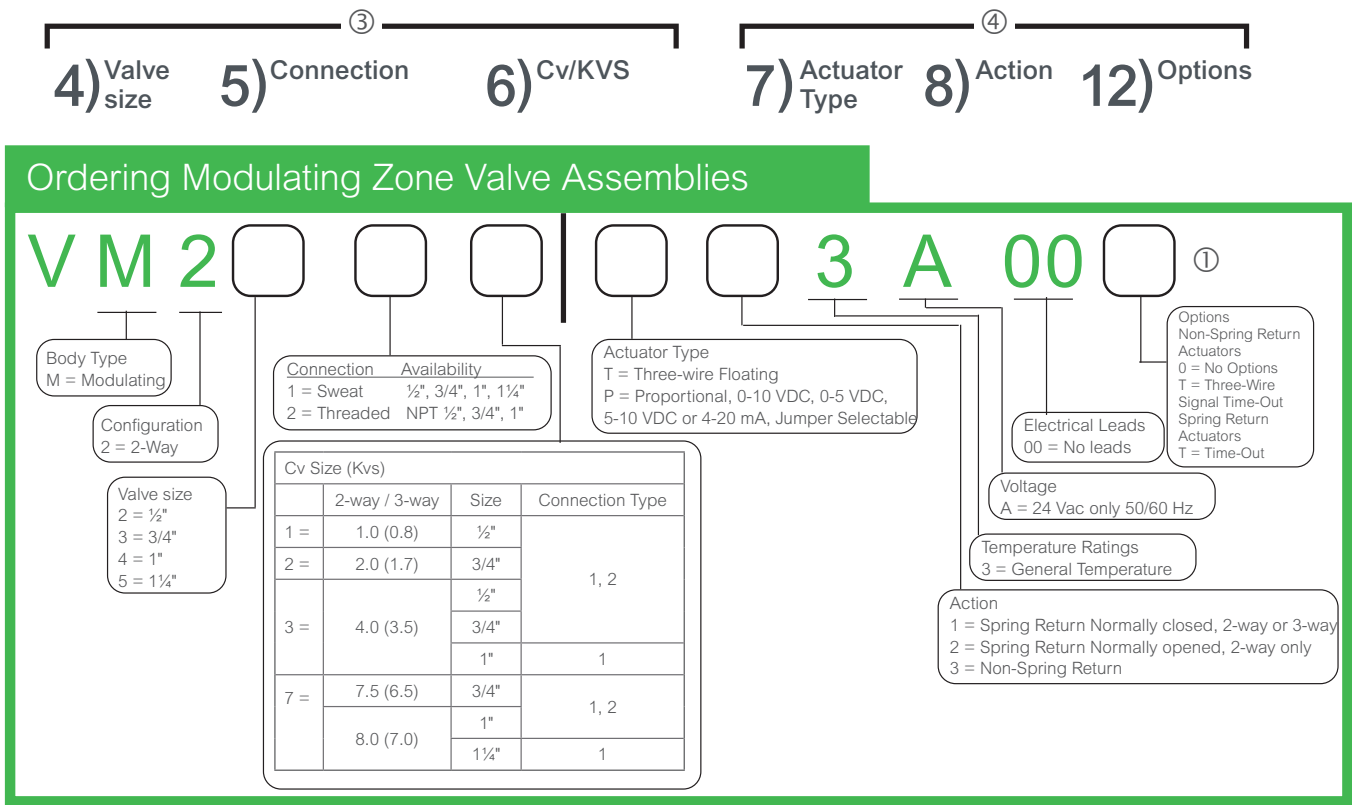 ③ ④
4) Valve size 5) Connection 6) Cv/KVS 7) Actuator Type 8) Action 12) Options
Ordering Modulating Zone Valve Assemblies
V M 2 3 A 00 ①
Body Type
M = Modulating
Configuration
2 = 2-Way
Valve size
2 = ½"
3 = 3/4"
4 = 1"
5 = 1¼"
Connection Availability
1 = Sweat ½", 3/4", 1", 1¼"
2 = Threaded NPT ½", 3/4", 1"
Cv Size (Kvs)
2-way / 3-way Size Connection Type
1 = 1.0 (0.8) ½"
2 = 2.0 (1.7) 3/4"
1, 2
½"
3 = 4.0 (3.5) 3/4"
1" 1
7 = 7.5 (6.5) 3/4"
1, 2
1"
8.0 (7.0)
1¼" 1
Actuator Type
T = Three-wire Floating
P = Proportional, 0-10 VDC, 0-5 VDC,
5-10 VDC or 4-20 mA, Jumper Selectable
Options
Non-Spring Return
Actuators
0 = No Options
T = Three-Wire
Signal Time-Out
Spring Return
Actuators
T = Time-Out
Electrical Leads
00 = No leads
Voltage
A = 24 Vac only 50/60 Hz
Temperature Ratings
3 = General Temperature
Action
1 = Spring Return Normally closed, 2-way or 3-way
2 = Spring Return Normally opened, 2-way only
3 = Non-Spring Return